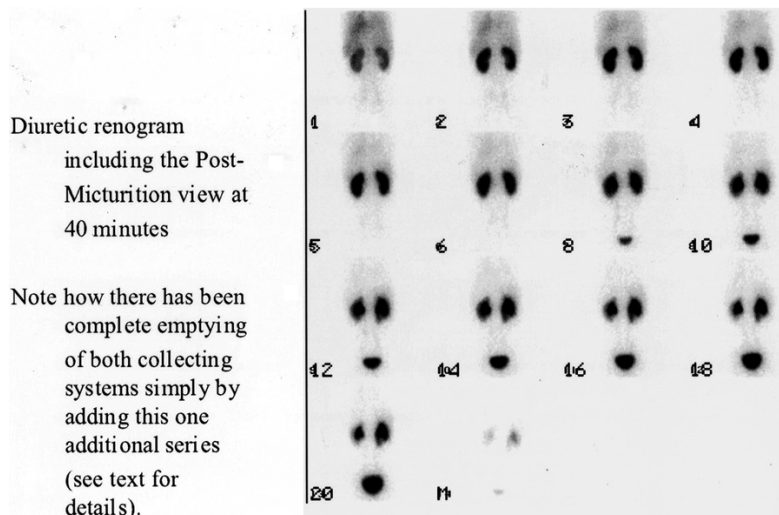 Diuretic renogram
including the Post-
Micturition view at
40 minutes
Note how there has been
complete emptying
of both collecting
systems simply by
adding this one
additional series
(see text for
details).
1 2 3 4
5 6 8 10
12 14 16 18
20 M